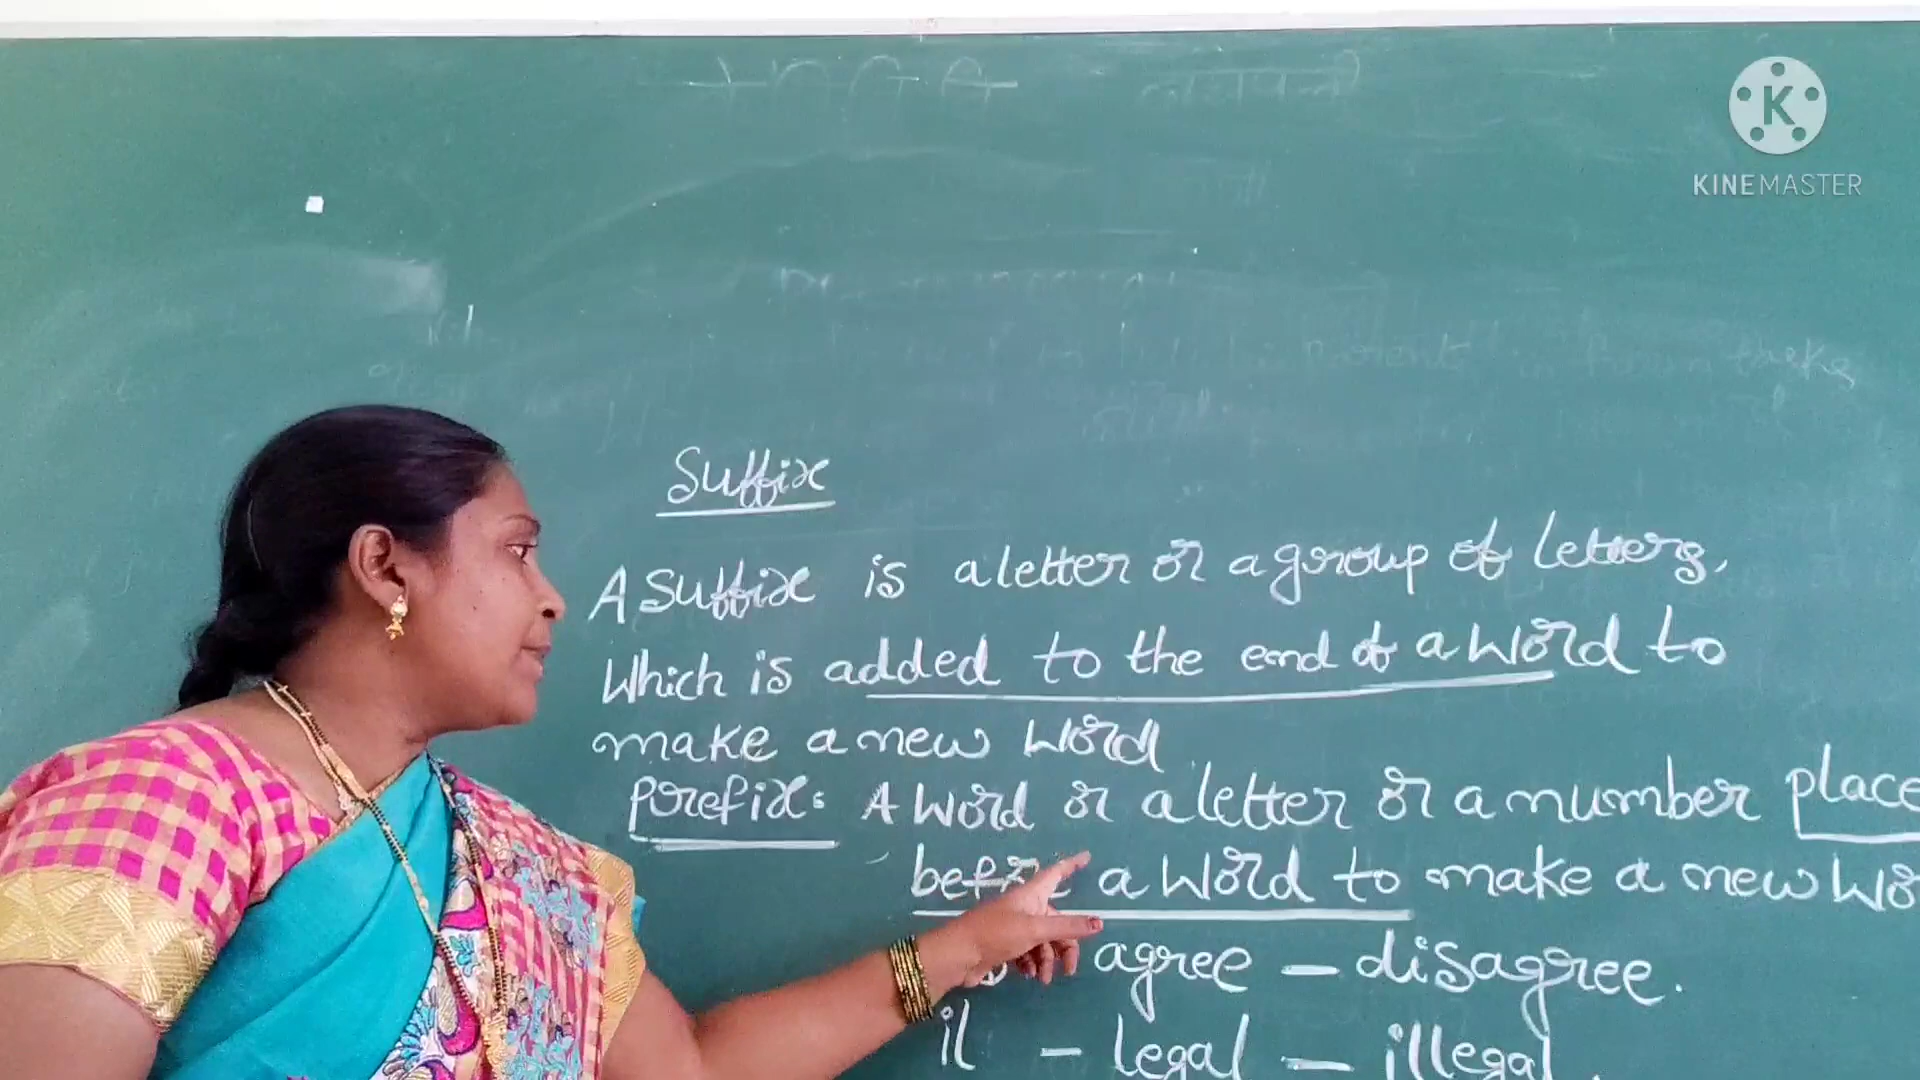 KINEMASTER
Suffix
A suffix is a letter or a group of letters,
Which is added to the end of a word to
make a new word
prefix: A word or a letter or a number place
before a word to make a new wo
agree - disagree.
il - legal - illegal.